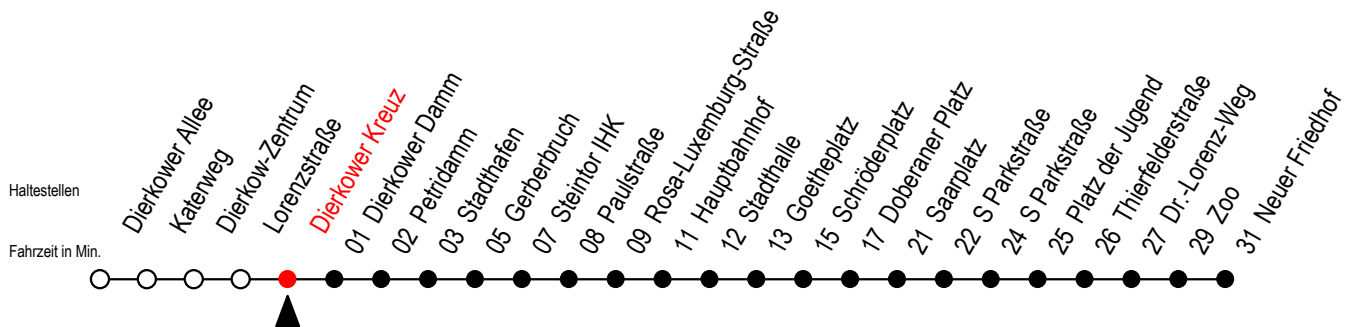 Haltestellen
Fahrzeit in Min.
Dierkower Allee
Katerweg
Dierkow-Zentrum
Lorenzstraße
Dierkower Kreuz
01 Dierkower Damm
02 Petridamm
03 Stadthafen
05 Gerberbruch
07 Steintor IHK
08 Paulstraße
09 Rosa-Luxemburg-Straße
11 Hauptbahnhof
12 Stadthalle
13 Goetheplatz
15 Schröderplatz
17 Doberaner Platz
21 Saarplatz
22 S Parkstraße
24 S Parkstraße
25 Platz der Jugend
26 Thierfelderstraße
27 Dr.-Lorenz-Weg
29 Zoo
31 Neuer Friedhof